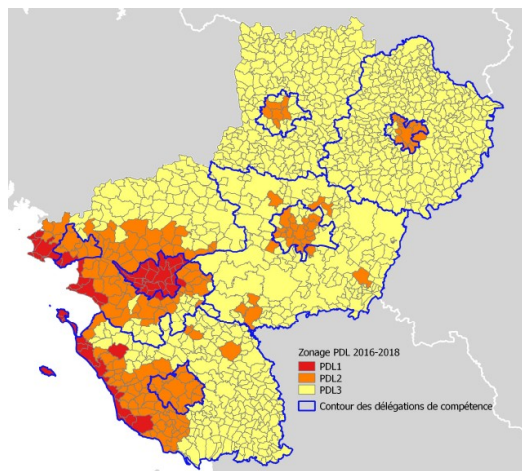 Zonage PDL 2016-2018
PDL1
PDL2
PDL3
Contour des délégations de compétence